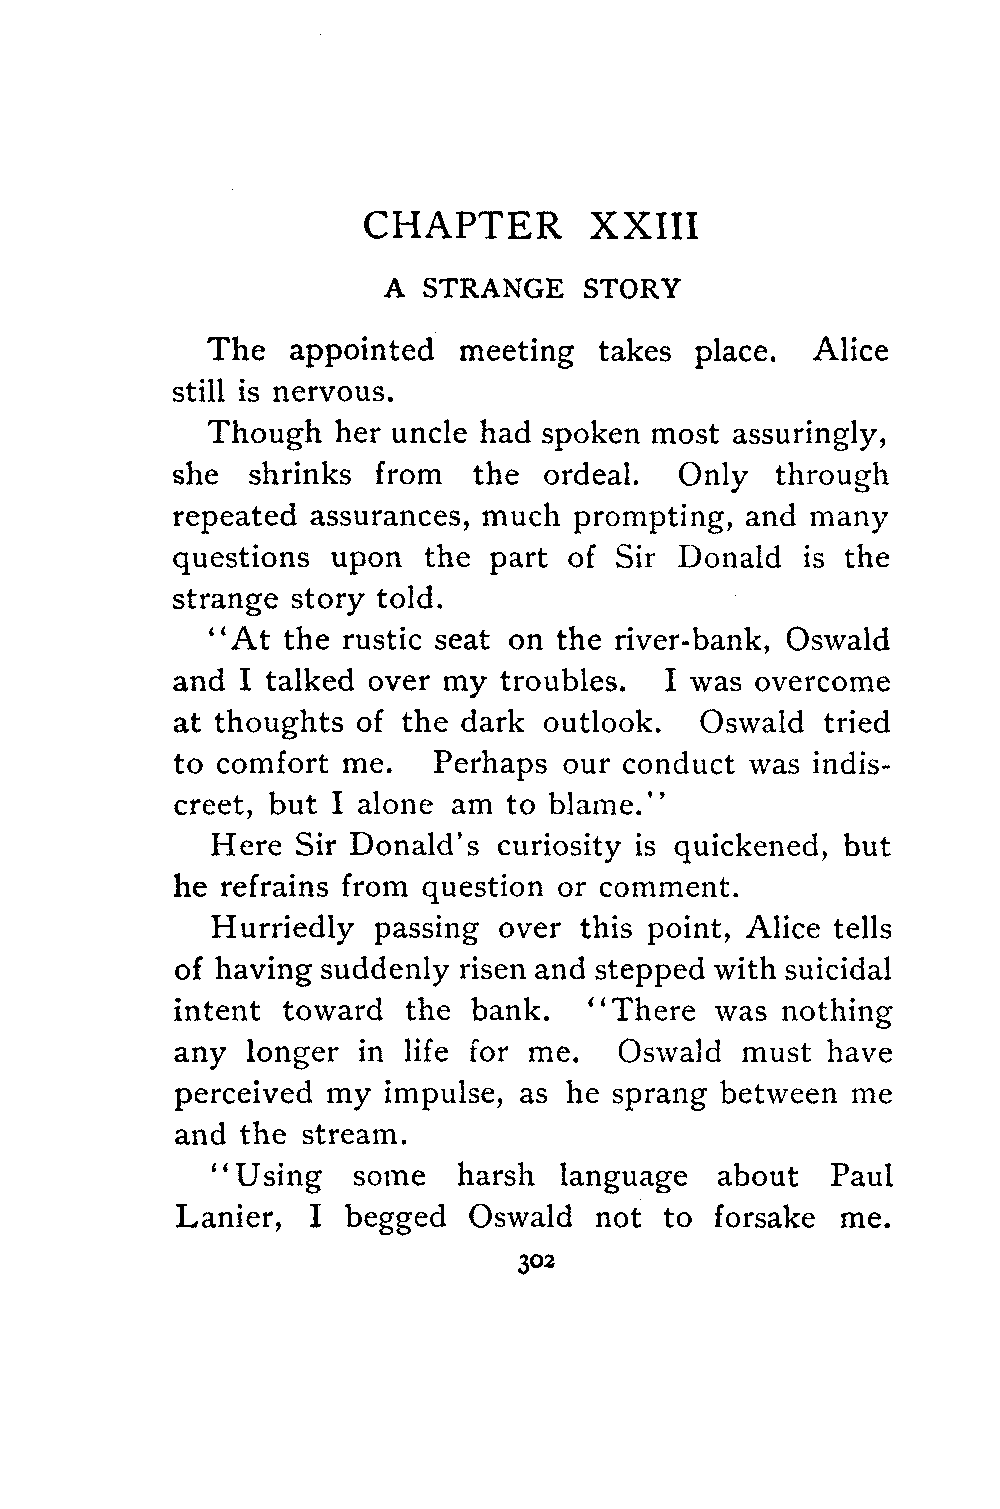 CHAPTER XXIII
A STRANGE STORY
The appointed meeting takes place. Alice
still is nervous.
Though her uncle had spoken most assuringly,
she shrinks from the ordeal. Only through
repeated assurances, much prompting, and many
questions upon the part of Sir Donald is the
strange story told.
"At the rustic seat on the river-bank, Oswald
and I talked over my troubles. I was overcome
at thoughts of the dark outlook. Oswald tried
to comfort me. Perhaps our conduct was indis-
creet, but I alone am to blame."
Here Sir Donald's curiosity is quickened, but
he refrains from question or comment.
Hurriedly passing over this point, Alice tells
of having suddenly risen and stepped with suicidal
intent toward the bank. "There was nothing
any longer in life for me. Oswald must have
perceived my impulse, as he sprang between me
and the stream.
"Using some harsh language about Paul
Lanier, I begged Oswald not to forsake me.
302